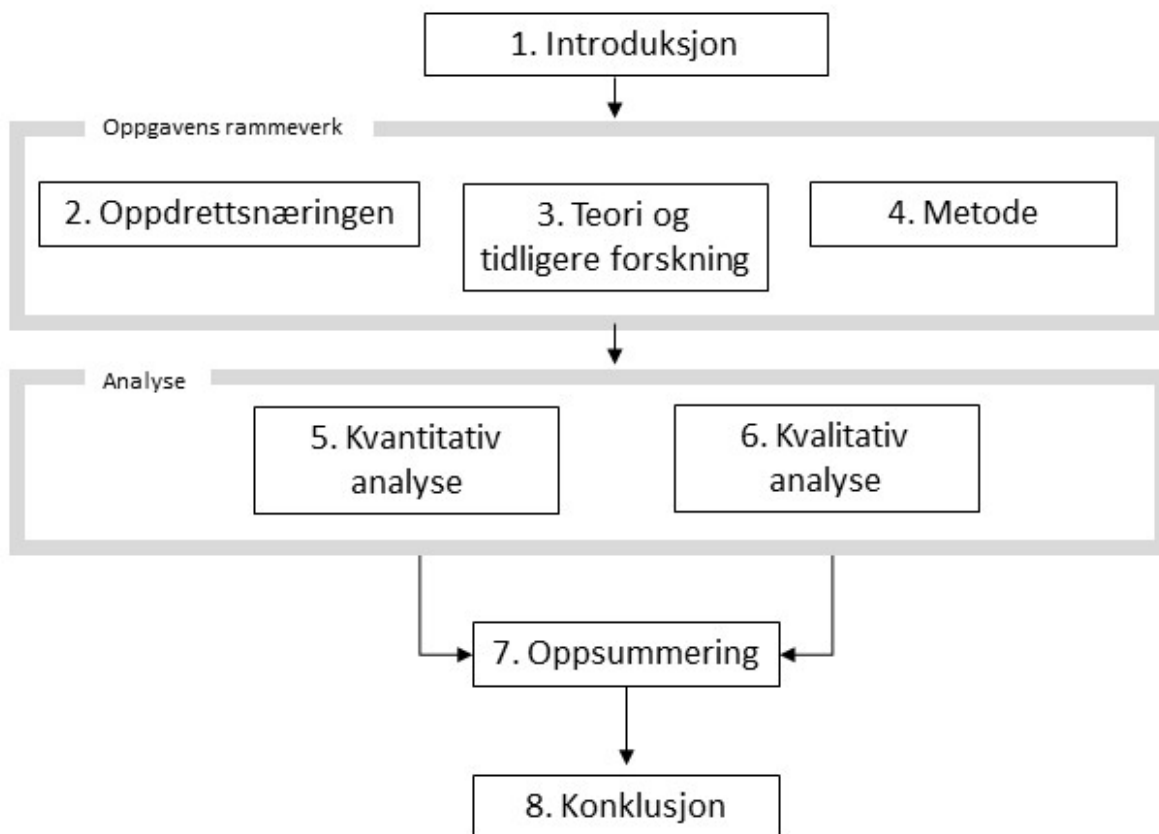 1. Introduksjon
Oppgavens rammeverk
2. Oppdrettsnæringen
3. Teori og
tidligere forskning
4. Metode
Analyse
5. Kvantitativ
analyse
6. Kvalitativ
analyse
7. Oppsummering
8. Konklusjon